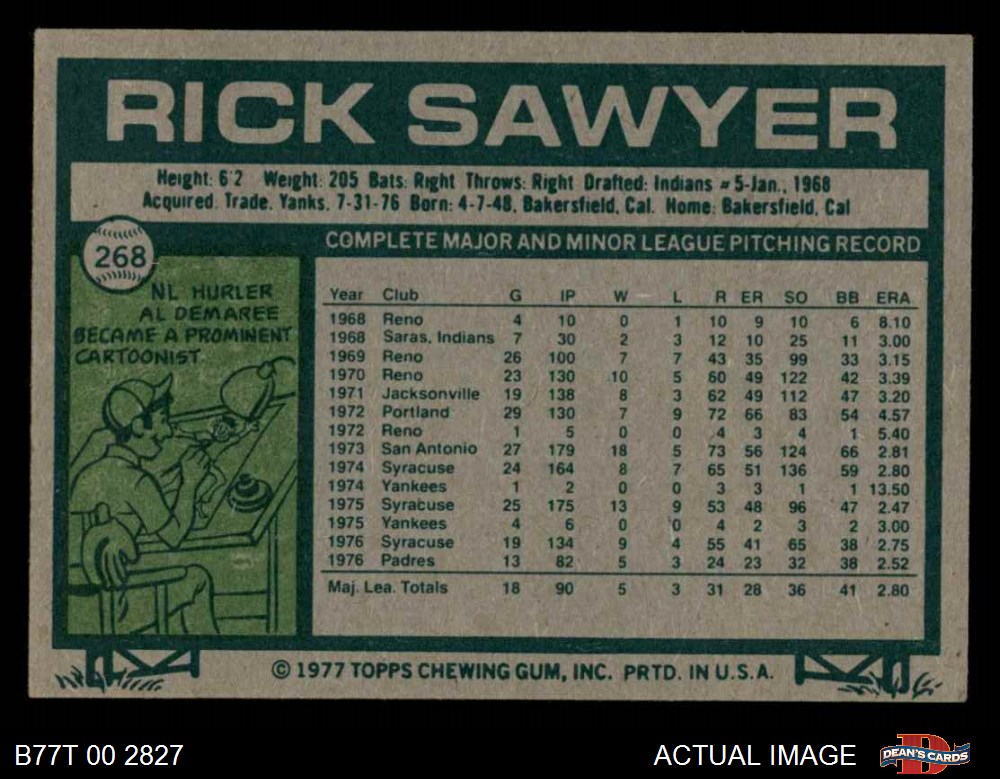 RICK SAWYER
Height: 6'2 Weight: 205 Bats: Right Throws: Right Drafted: Indians #5-Jan., 1968
Acquired: Trade, Yanks, 7-31-76 Born: 4-7-48, Bakersfield, Cal. Home: Bakersfield, Cal
268
COMPLETE MAJOR AND MINOR LEAGUE PITCHING RECORD
NL HURLER
AL DEMAREE
BECAME A PROMINENT
CARTOONIST
Year Club G IP W L R ER SO BB ERA
1968 Reno 4 10 0 1 10 9 10 6 8.10
1968 Saras. Indians 7 30 2 3 12 10 25 11 3.00
1969 Reno 26 100 7 7 43 35 99 33 3.15
1970 Reno 23 130 10 5 60 49 122 42 3.39
1971 Jacksonville 19 138 8 3 62 49 112 47 3.20
1972 Portland 29 130 7 9 72 66 83 54 4.57
1972 Reno 1 5 0 0 4 3 4 1 5.40
1973 San Antonio 27 179 18 5 73 56 124 66 2.81
1974 Syracuse 24 164 8 7 65 51 136 59 2.80
1974 Yankees 1 2 0 0 3 3 1 1 13.50
1975 Syracuse 25 175 13 9 53 48 96 47 2.47
1975 Yankees 4 6 0 0 4 2 3 2 3.00
1976 Syracuse 19 134 9 4 55 41 65 38 2.75
1976 Padres 13 82 5 3 24 23 32 38 2.52
Maj. Lea. Totals 18 90 5 3 31 28 36 41 2.80
© 1977 TOPPS CHEWING GUM, INC. PRTD. IN U.S.A.
B77T 00 2827
ACTUAL IMAGE
DEAN'S CARDS